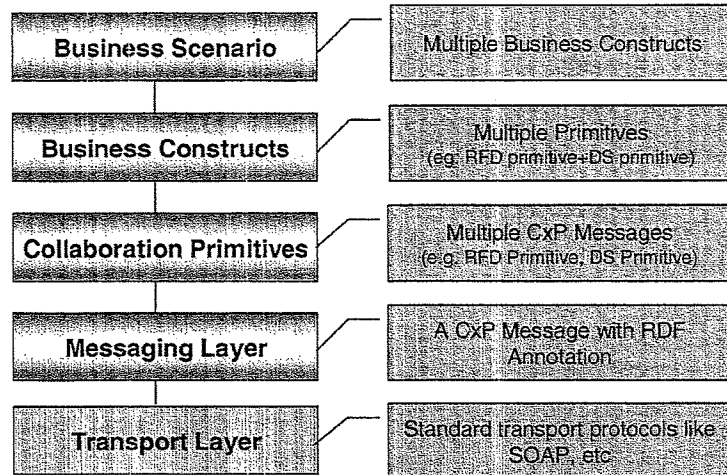 Business Scenario
Multiple Business Constructs
Business Constructs
Multiple Primitives
(eg: RFD primitive+DS primitive)
Collaboration Primitives
Multiple CxP Messages
(e.g. RFD Primitive, DS Primitive)
Messaging Layer
A CxP Message with RDF
Annotation
Transport Layer
Standard transport protocols like
SOAP, etc